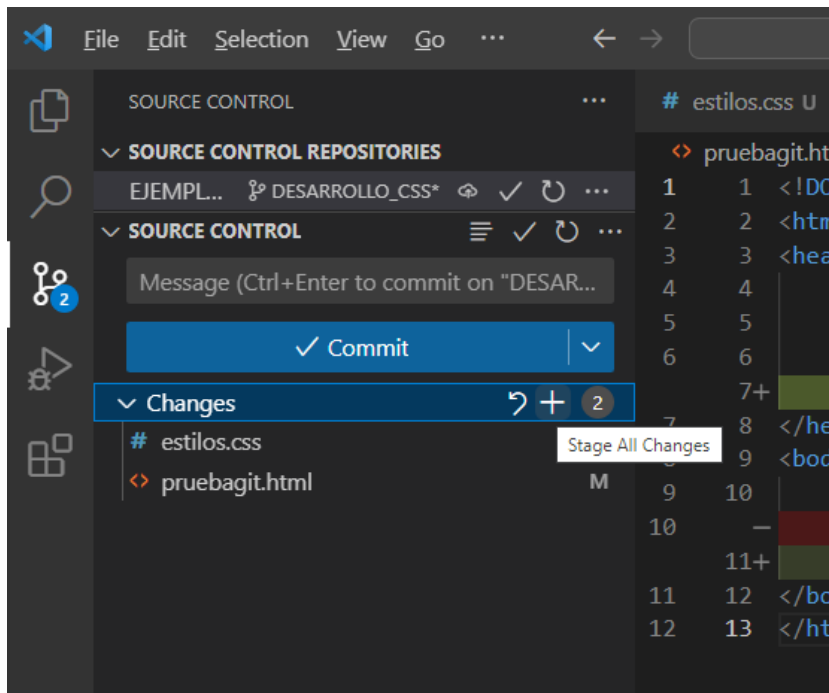 File Edit Selection View Go ···
SOURCE CONTROL ···
SOURCE CONTROL REPOSITORIES
EJEMPL... DESARROLLO_CSS* ···
SOURCE CONTROL ···
Message (Ctrl+Enter to commit on "DESAR...
Commit
Changes 2
Stage All Changes
# estilos.css
<> pruebagit.html M
2
# estilos.css U
<> pruebagit.ht
1 1 <!DO
2 2 <htm
3 3 <hea
4 4
5 5
6 6
7+
7 8 </he
9 <bod
9 10
10 —
11+
11 12 </bo
12 13 </ht